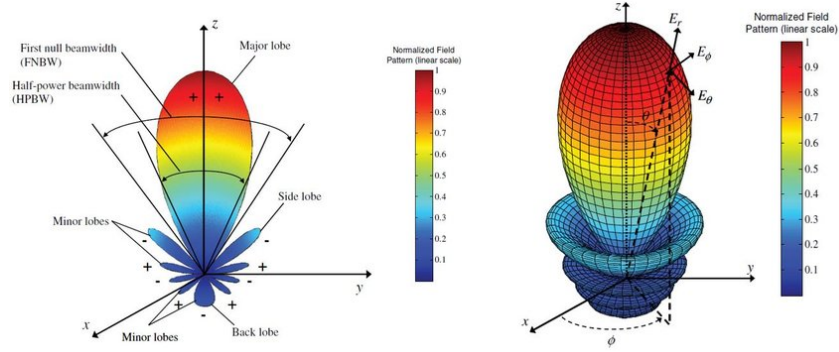 z
First null beamwidth
(FNBW)
Half-power beamwidth
(HPBW)
Major lobe
+ +
Side lobe
Minor lobes
- -
+ +
- -
+ +
- -
x
y
Minor lobes
Back lobe
Normalized Field
Pattern (linear scale)
1
0.9
0.8
0.7
0.6
0.5
0.4
0.3
0.2
0.1
z
E_r
E_ϕ
E_θ
θ
y
x
ϕ
Normalized Field
Pattern (linear scale)
1
0.9
0.8
0.7
0.6
0.5
0.4
0.3
0.2
0.1